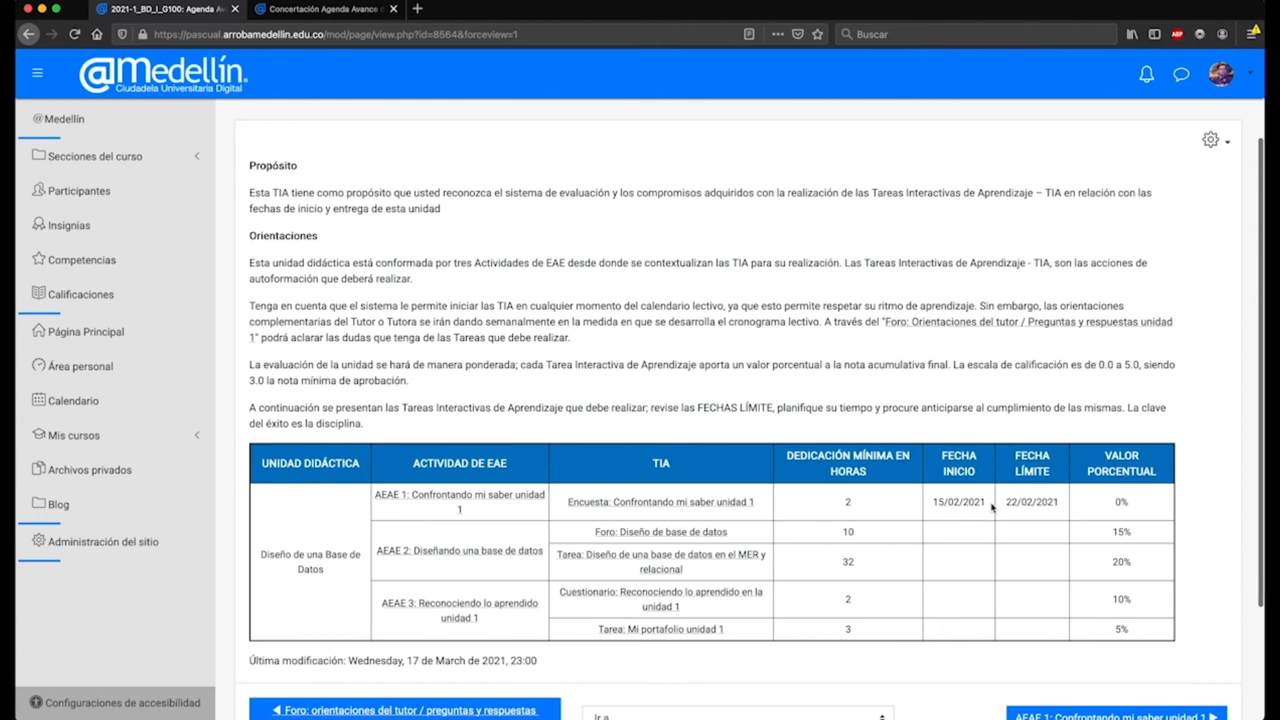 2021-1_BD_I_G100: Agenda Av
Concertación Agenda Avance
https://pascual.arrobamedellin.edu.co/mod/page/view.php?id=8564&forceview=1
Buscar
ABP
@Medellín®
Ciudadela Universitaria Digital
@Medellín
Secciones del curso
Participantes
Insignias
Competencias
Calificaciones
Página Principal
Área personal
Calendario
Mis cursos
Archivos privados
Blog
Administración del sitio
Configuraciones de accesibilidad
Propósito
Esta TIA tiene como propósito que usted reconozca el sistema de evaluación y los compromisos adquiridos con la realización de las Tareas Interactivas de Aprendizaje – TIA en relación con las
fechas de inicio y entrega de esta unidad
Orientaciones
Esta unidad didáctica está conformada por tres Actividades de EAE desde donde se contextualizan las TIA para su realización. Las Tareas Interactivas de Aprendizaje - TIA, son las acciones de
autoformación que deberá realizar.
Tenga en cuenta que el sistema le permite iniciar las TIA en cualquier momento del calendario lectivo, ya que esto permite respetar su ritmo de aprendizaje. Sin embargo, las orientaciones
complementarias del Tutor o Tutora se irán dando semanalmente en la medida en que se desarrolla el cronograma lectivo. A través del "Foro: Orientaciones del tutor / Preguntas y respuestas unidad
1" podrá aclarar las dudas que tenga de las Tareas que debe realizar.
La evaluación de la unidad se hará de manera ponderada; cada Tarea Interactiva de Aprendizaje aporta un valor porcentual a la nota acumulativa final. La escala de calificación es de 0.0 a 5.0, siendo
3.0 la nota mínima de aprobación.
A continuación se presentan las Tareas Interactivas de Aprendizaje que debe realizar; revise las FECHAS LÍMITE, planifique su tiempo y procure anticiparse al cumplimiento de las mismas. La clave
del éxito es la disciplina.
UNIDAD DIDÁCTICA
ACTIVIDAD DE EAE
TIA
DEDICACIÓN MÍNIMA EN
HORAS
FECHA
INICIO
FECHA
LÍMITE
VALOR
PORCENTUAL
Diseño de una Base de
Datos
AEAE 1: Confrontando mi saber unidad
1
Encuesta: Confrontando mi saber unidad 1
2
15/02/2021
22/02/2021
0%
AEAE 2: Diseñando una base de datos
Foro: Diseño de base de datos
10
15%
Tarea: Diseño de una base de datos en el MER y
relacional
32
20%
AEAE 3: Reconociendo lo aprendido
unidad 1
Cuestionario: Reconociendo lo aprendido en la
unidad 1
2
10%
Tarea: Mi portafolio unidad 1
3
5%
Última modificación: Wednesday, 17 de March de 2021, 23:00
◄ Foro: orientaciones del tutor / preguntas y respuestas
Ir a
AEAE 1: Confrontando mi saber unidad 1 ►